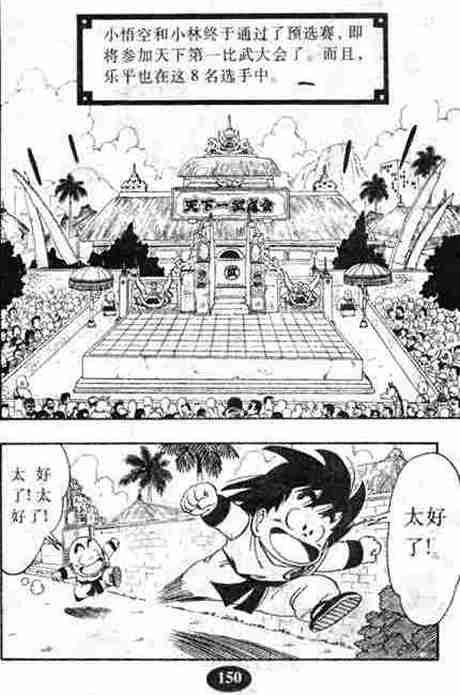 小悟空和小林终于通过了预选赛,即
将参加天下第一比武大会了。而且,
乐平也在这8名选手中。
天下一武道会
太好
了!
好
太太
了!
好了!
150